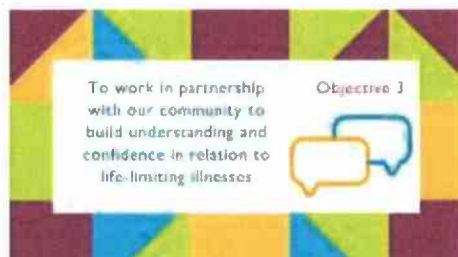 To work in partnership
with our community to
build understanding and
confidence in relation to
life-limiting illnesses
Objective 3